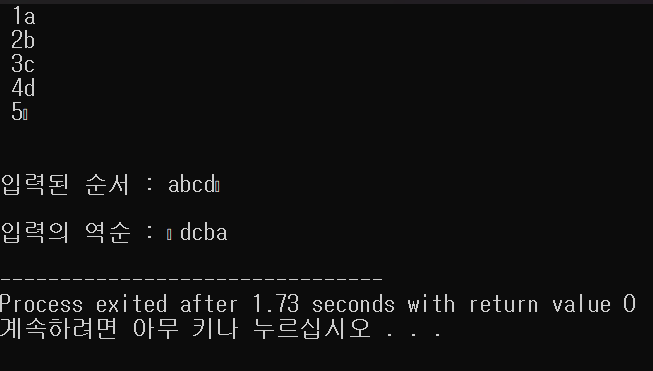 1a
2b
3c
4d
5▯
입력된 순서 : abcd▯
입력의 역순 : ▯ dcba
--------------------------------
Process exited after 1.73 seconds with return value 0
계속하려면 아무 키나 누르십시오 . . .